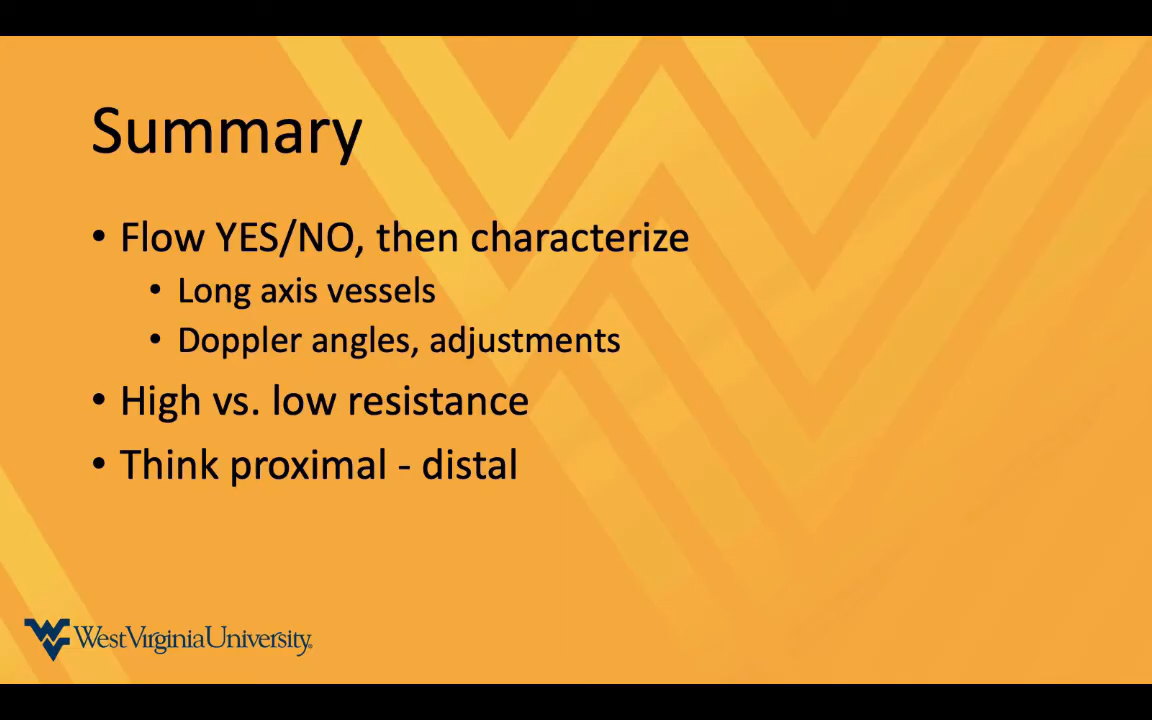 Summary
• Flow YES/NO, then characterize
• Long axis vessels
• Doppler angles, adjustments
• High vs. low resistance
• Think proximal - distal
WestVirginiaUniversity®